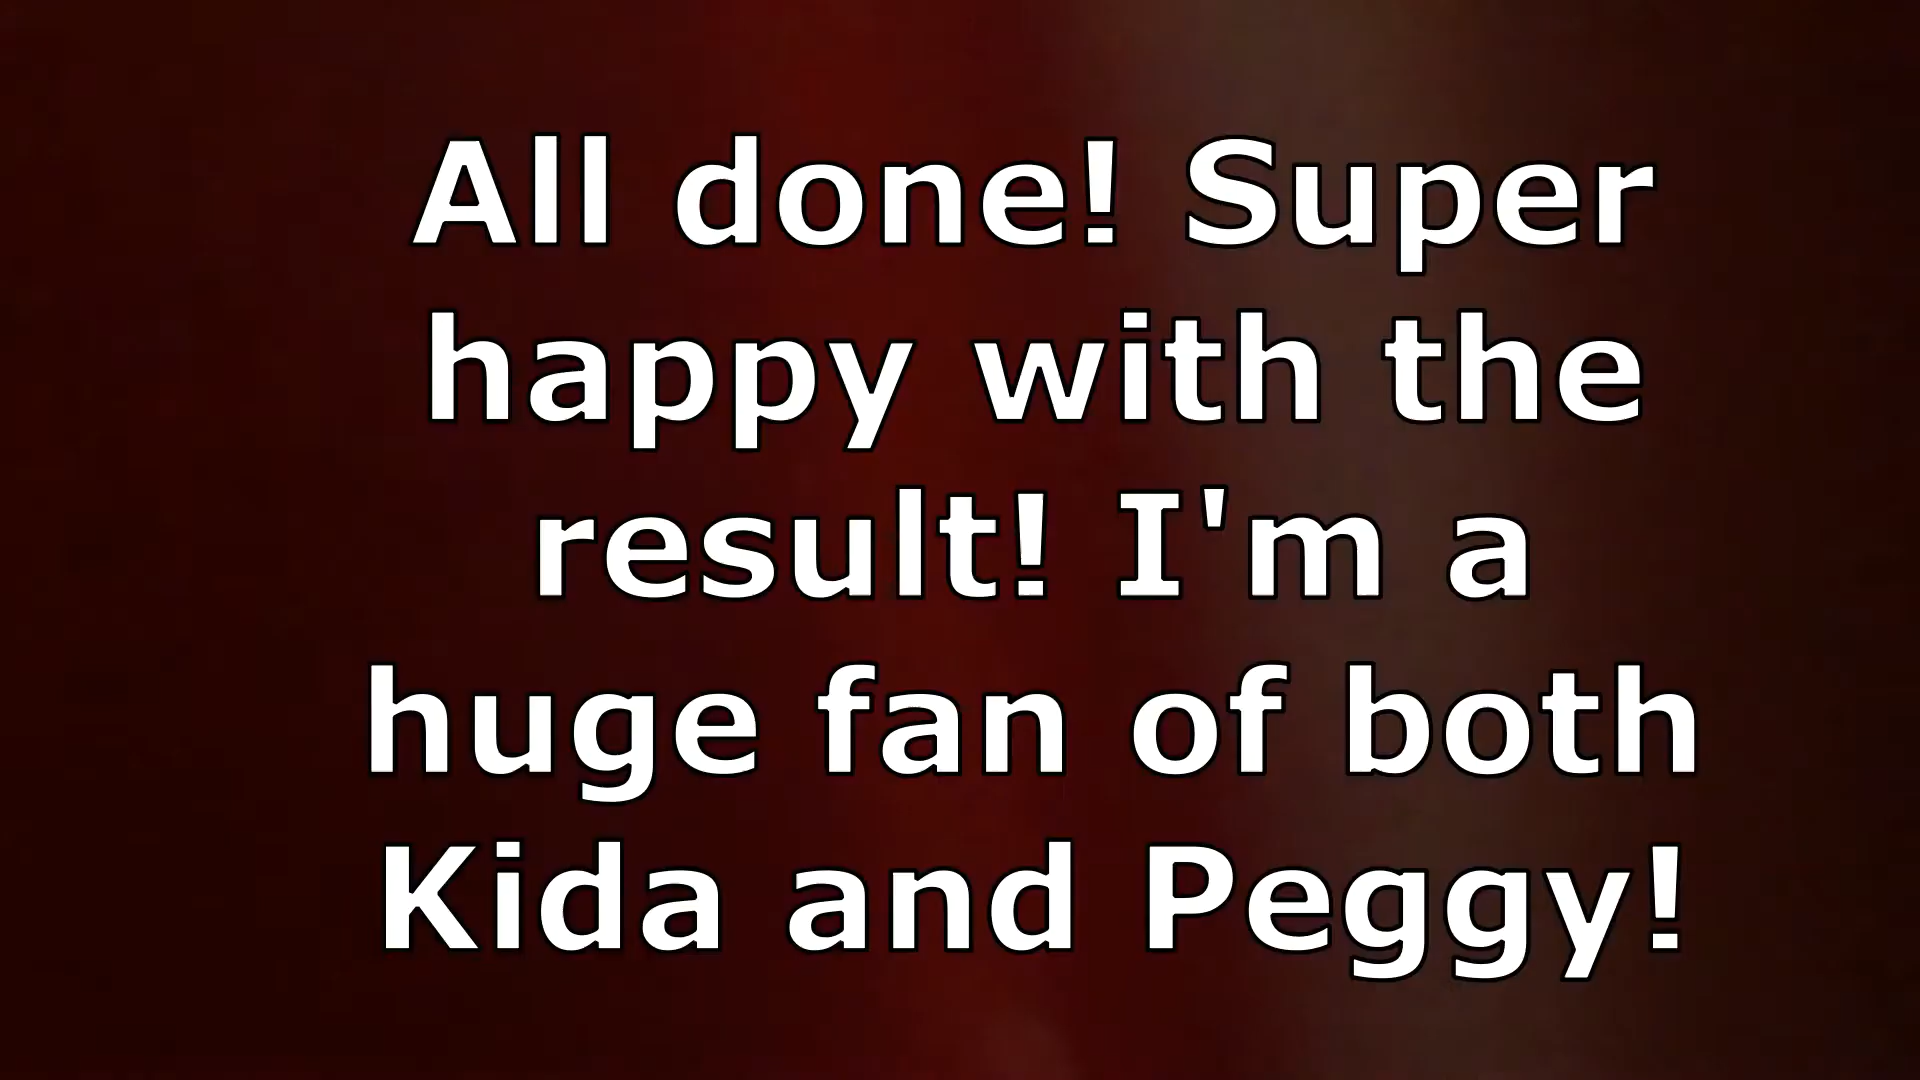 All done! Super
happy with the
result! I'm a
huge fan of both
Kida and Peggy!